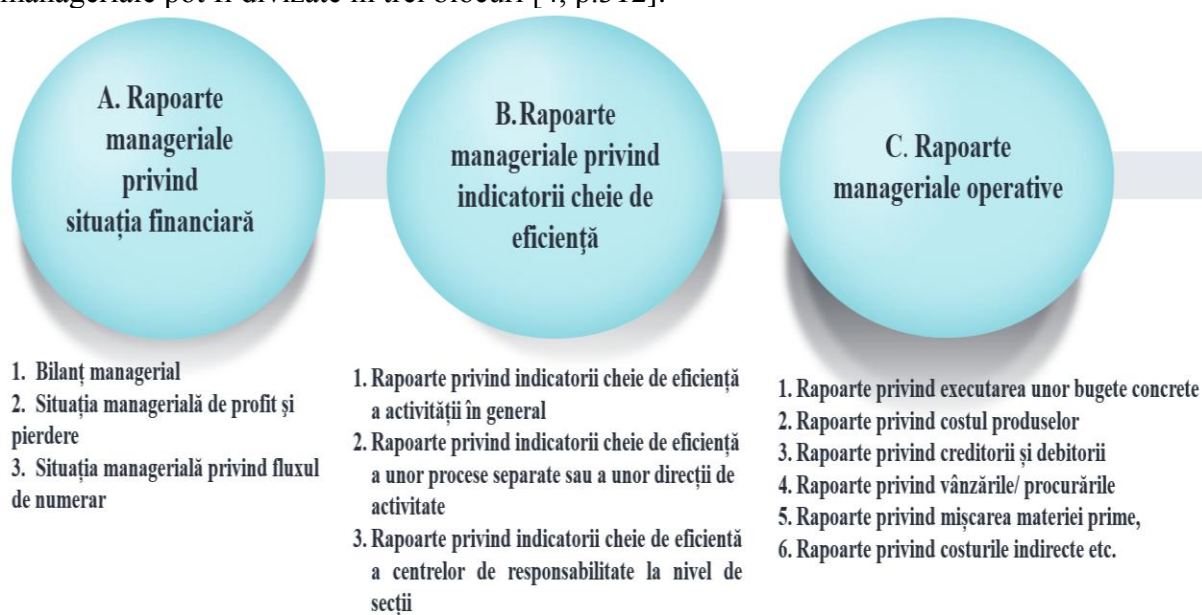 manageriale pot fi divizate în trei blocuri [4, p.312].
A. Rapoarte
manageriale
privind
situația financiară
B.Rapoarte
manageriale privind
indicatorii cheie de
eficiență
C. Rapoarte
manageriale operative
1. Bilanț managerial
2. Situația managerială de profit și
pierdere
3. Situația managerială privind fluxul
de numerar
1. Rapoarte privind indicatorii cheie de eficiență
a activității în general
2. Rapoarte privind indicatorii cheie de eficiență
a unor procese separate sau a unor direcții de
activitate
3. Rapoarte privind indicatorii cheie de eficientă
a centrelor de responsabilitate la nivel de
secții
1. Rapoarte privind executarea unor bugete concrete
2. Rapoarte privind costul produselor
3. Rapoarte privind creditorii și debitorii
4. Rapoarte privind vânzările/ procurările
5. Rapoarte privind mișcarea materiei prime,
6. Rapoarte privind costurile indirecte etc.